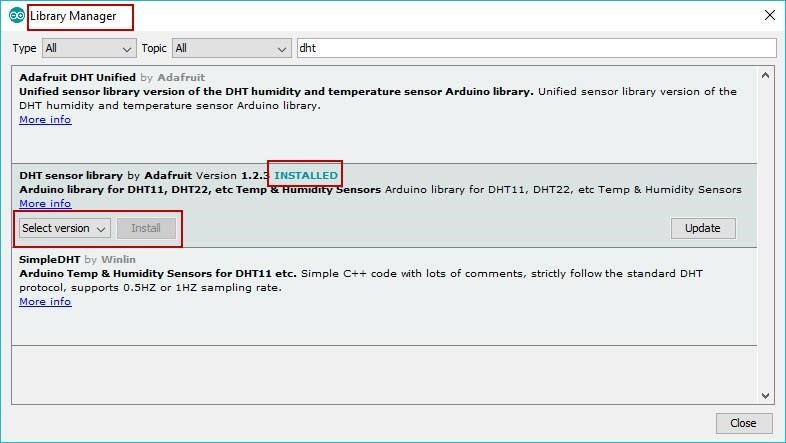 Library Manager
Type All Topic All dht
Adafruit DHT Unified by Adafruit
Unified sensor library version of the DHT humidity and temperature sensor Arduino library. Unified sensor library version of the
DHT humidity and temperature sensor Arduino library.
More info
DHT sensor library by Adafruit Version 1.2.3 INSTALLED
Arduino library for DHT11, DHT22, etc Temp & Humidity Sensors Arduino library for DHT11, DHT22, etc Temp & Humidity Sensors
More info
Select version Install Update
SimpleDHT by Winlin
Arduino Temp & Humidity Sensors for DHT11 etc. Simple C++ code with lots of comments, strictly follow the standard DHT
protocol, supports 0.5HZ or 1HZ sampling rate.
More info
Close